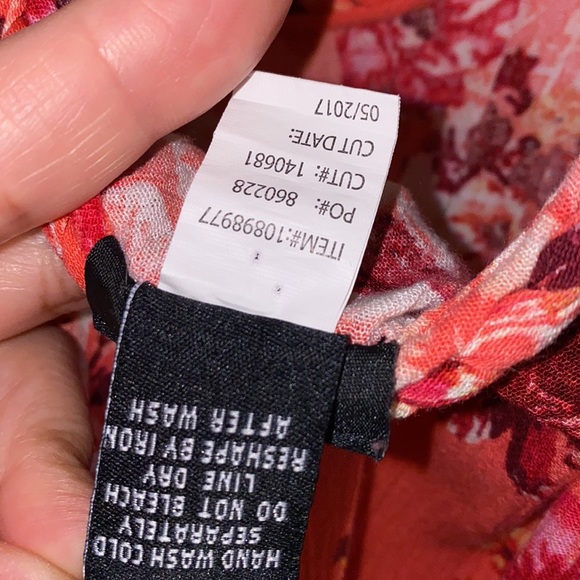 ITEM#:10898977
PO#: 860228
CUT#: 140681
CUT DATE:
05/2017
HAND WASH COLD
SEPARATELY
DO NOT BLEACH
LINE DRY
RESHAPE BY IRON
AFTER WASH